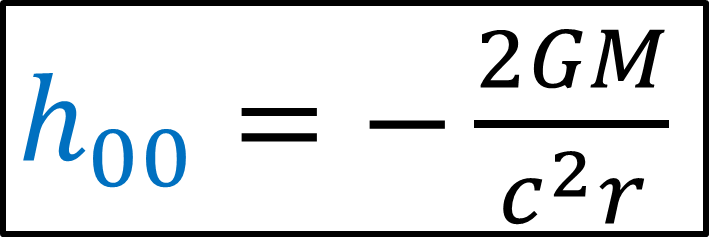 h₀₀ = − 2GM / c²r